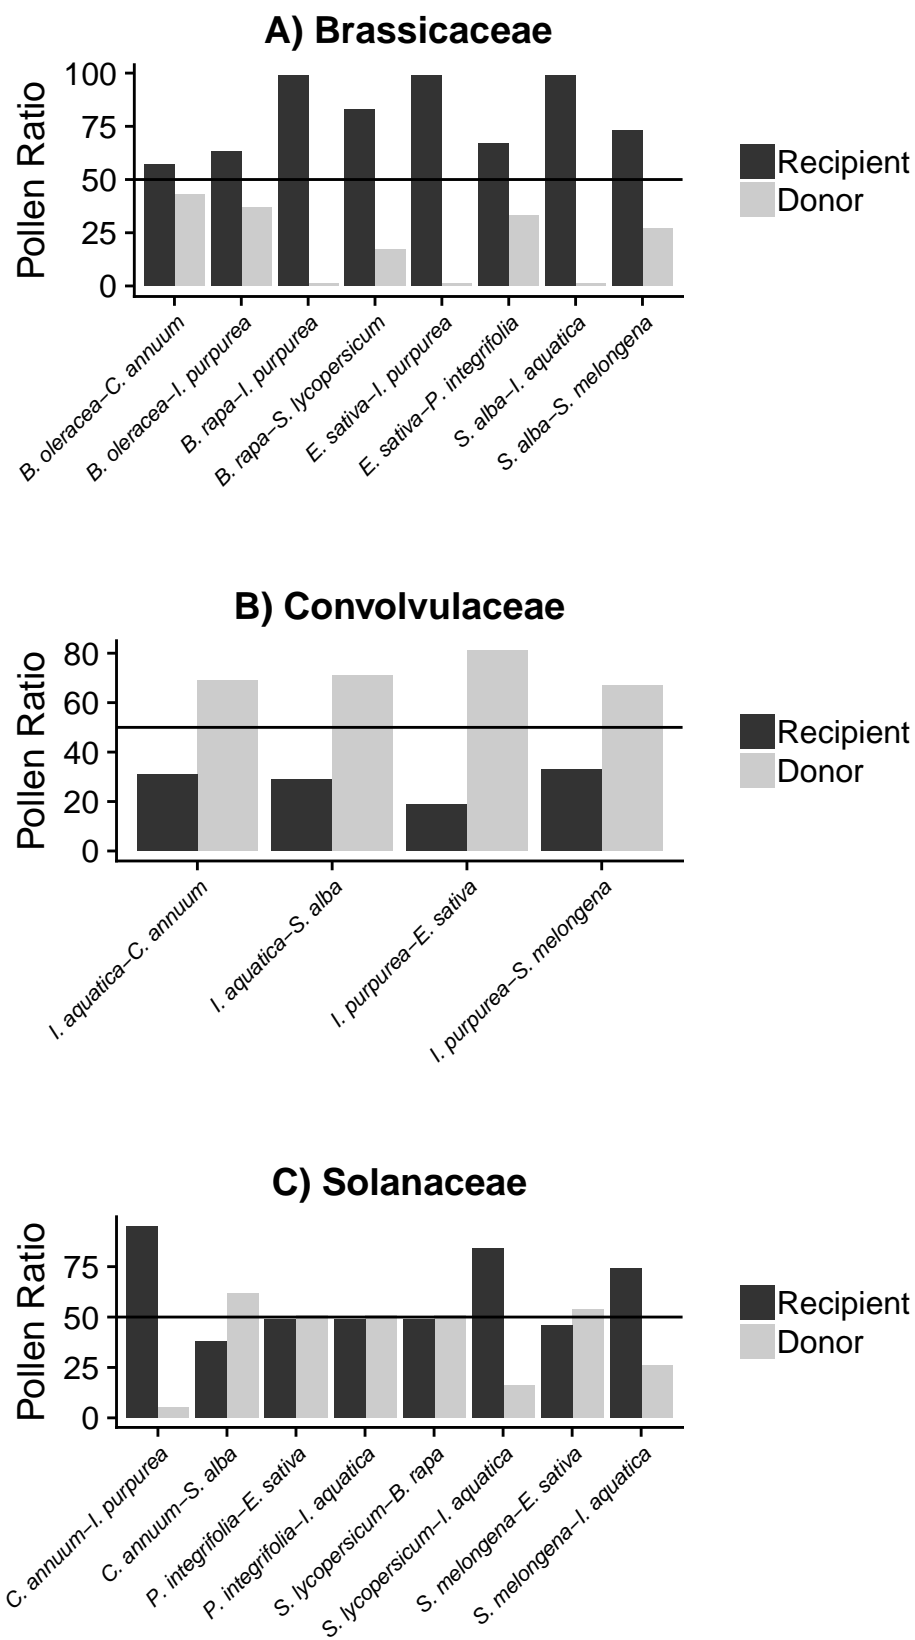 A) Brassicaceae
Pollen Ratio
100
75
50
25
0
B. oleracea−C. annuum
B. oleracea−I. purpurea
B. rapa−I. purpurea
B. rapa−S. lycopersicum
E. sativa−I. purpurea
E. sativa−P. integrifolia
S. alba−I. aquatica
S. alba−S. melongena
Recipient
Donor
B) Convolvulaceae
Pollen Ratio
80
60
40
20
0
I. aquatica−C. annuum
I. aquatica−S. alba
I. purpurea−E. sativa
I. purpurea−S. melongena
Recipient
Donor
C) Solanaceae
Pollen Ratio
75
50
25
0
C. annuum−I. purpurea
C. annuum−S. alba
P. integrifolia−E. sativa
P. integrifolia−I. aquatica
S. lycopersicum−B. rapa
S. lycopersicum−I. aquatica
S. melongena−E. sativa
S. melongena−I. aquatica
Recipient
Donor